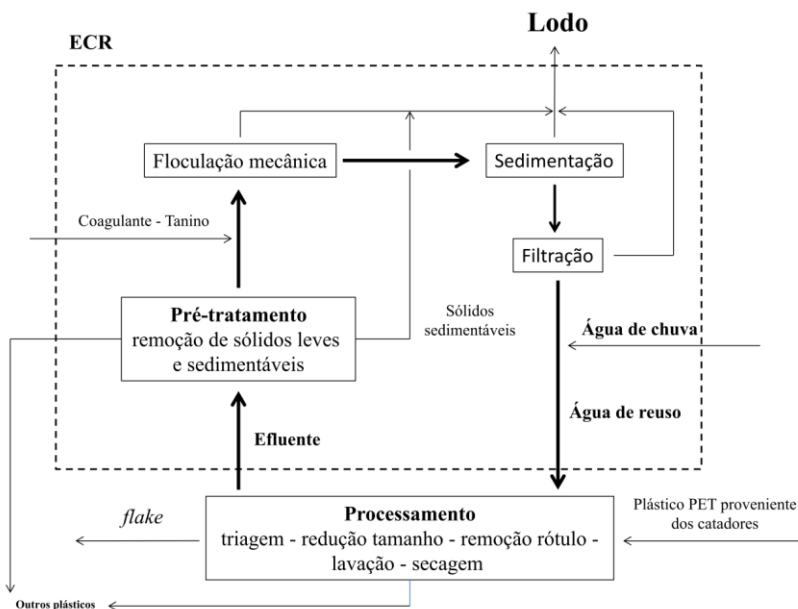 Lodo
ECR
Floculação mecânica
Sedimentação
Coagulante - Tanino
Filtração
Pré-tratamento
remoção de sólidos leves
e sedimentáveis
Sólidos
sedimentáveis
Água de chuva
Água de reuso
Efluente
Processamento
triagem - redução tamanho - remoção rótulo -
lavação - secagem
flake
Plástico PET proveniente
dos catadores
Outros plásticos